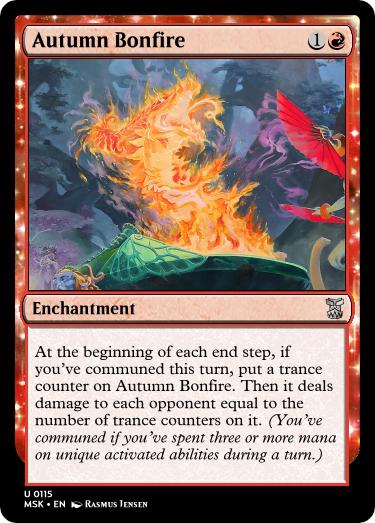 Autumn Bonfire 1
Enchantment
At the beginning of each end step, if
you've communed this turn, put a trance
counter on Autumn Bonfire. Then it deals
damage to each opponent equal to the
number of trance counters on it. (You've
communed if you've spent three or more mana
on unique activated abilities during a turn.)
U 0115
MSK • EN Rasmus Jensen